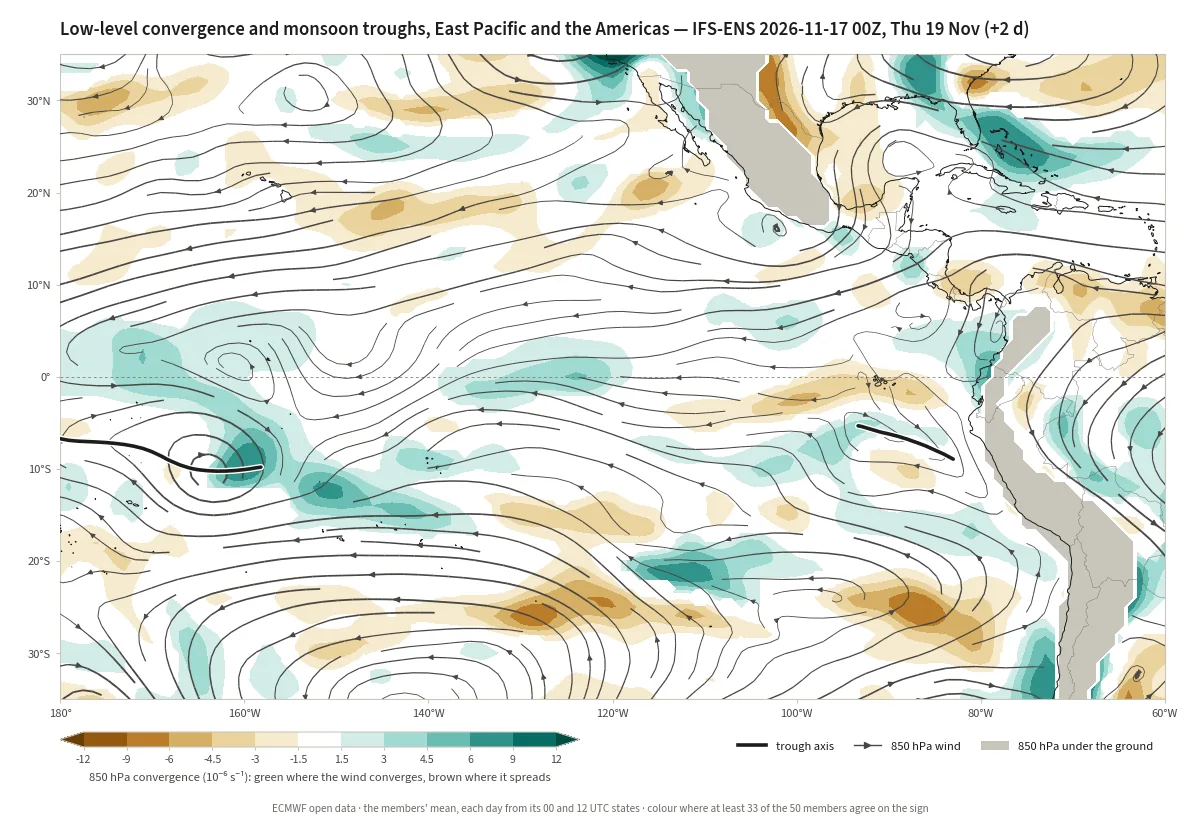 Low-level convergence and monsoon troughs, East Pacific and the Americas — IFS-ENS 2026-11-17 00Z, Thu 19 Nov (+2 d)
30°N
20°N
10°N
0°
10°S
20°S
30°S
180° 160°W 140°W 120°W 100°W 80°W 60°W
-12 -9 -6 -4.5 -3 -1.5 1.5 3 4.5 6 9 12
850 hPa convergence (10⁻⁶ s⁻¹): green where the wind converges, brown where it spreads
trough axis 850 hPa wind 850 hPa under the ground
ECMWF open data · the members' mean, each day from its 00 and 12 UTC states · colour where at least 33 of the 50 members agree on the sign